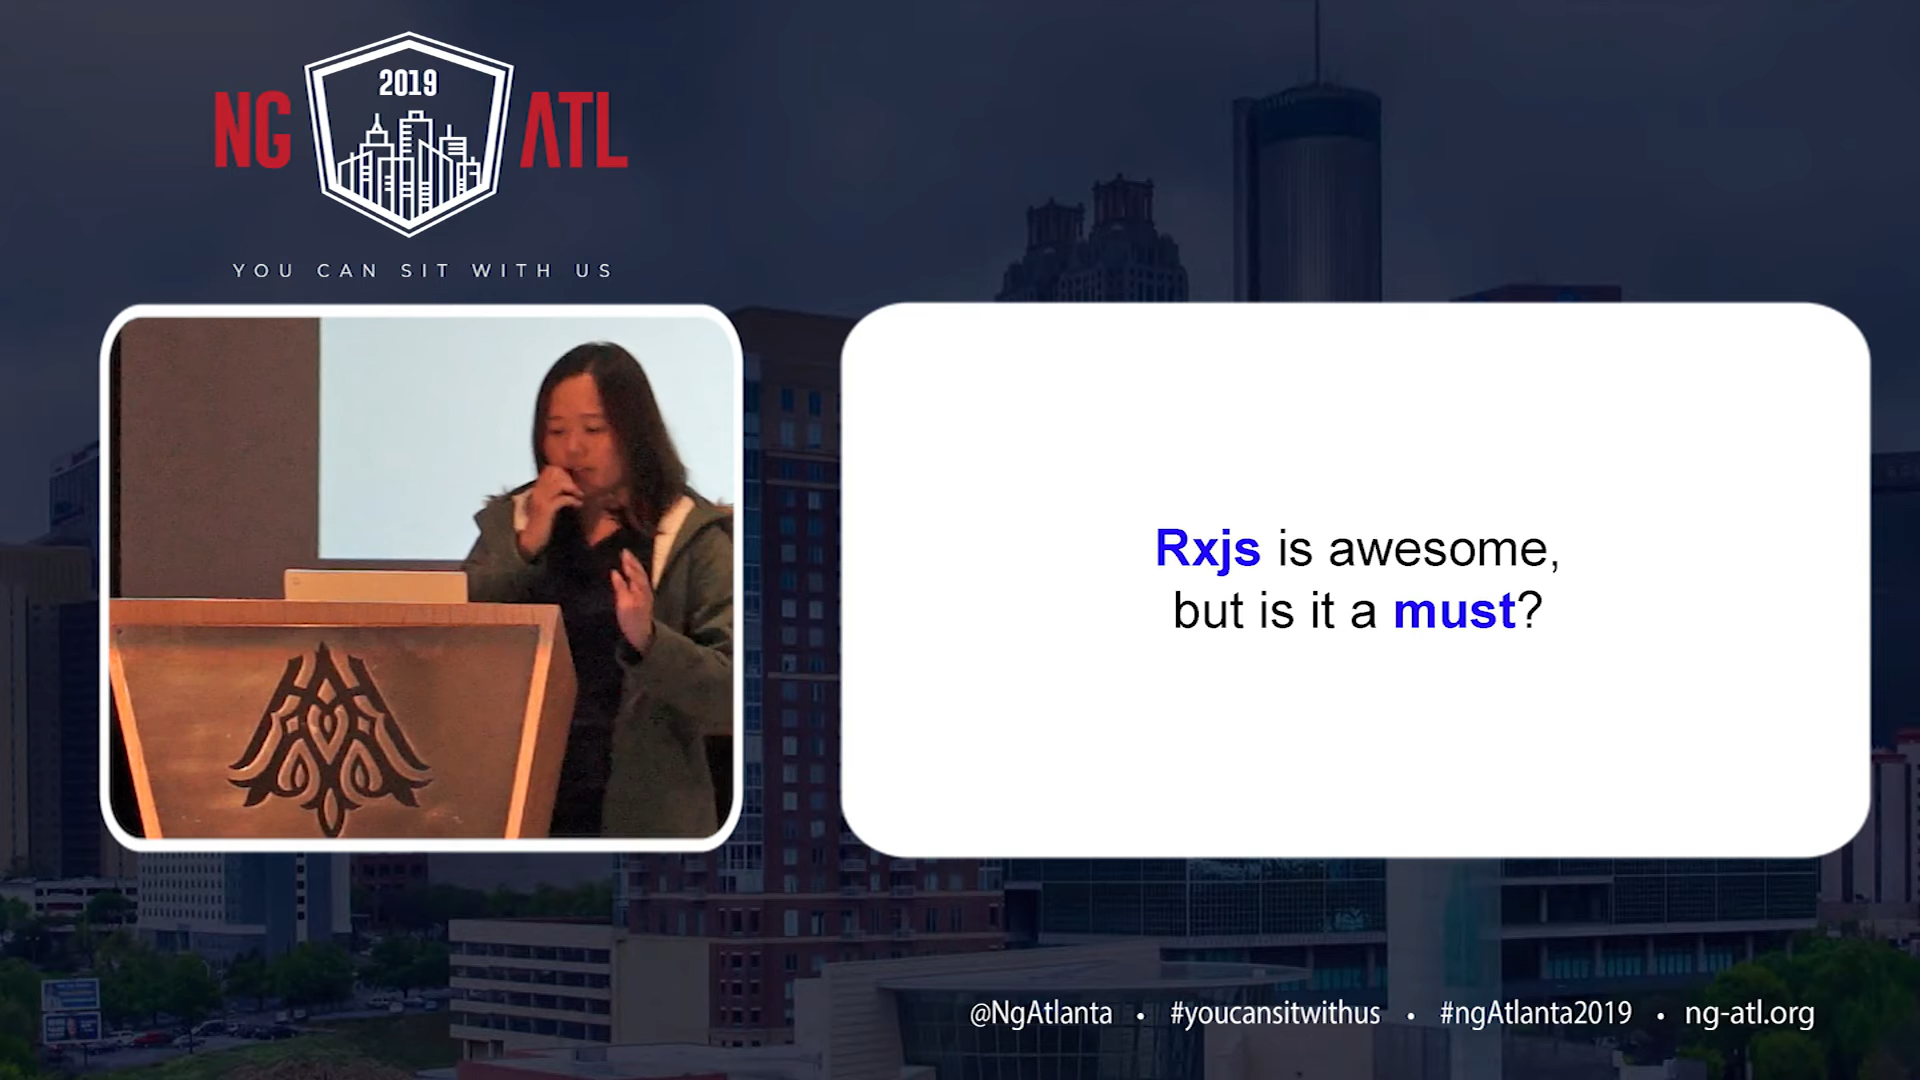 2019
NG ATL
YOU CAN SIT WITH US
Rxjs is awesome,
but is it a must?
@NgAtlanta • #youcansitwithus • #ngAtlanta2019 • ng-atl.org